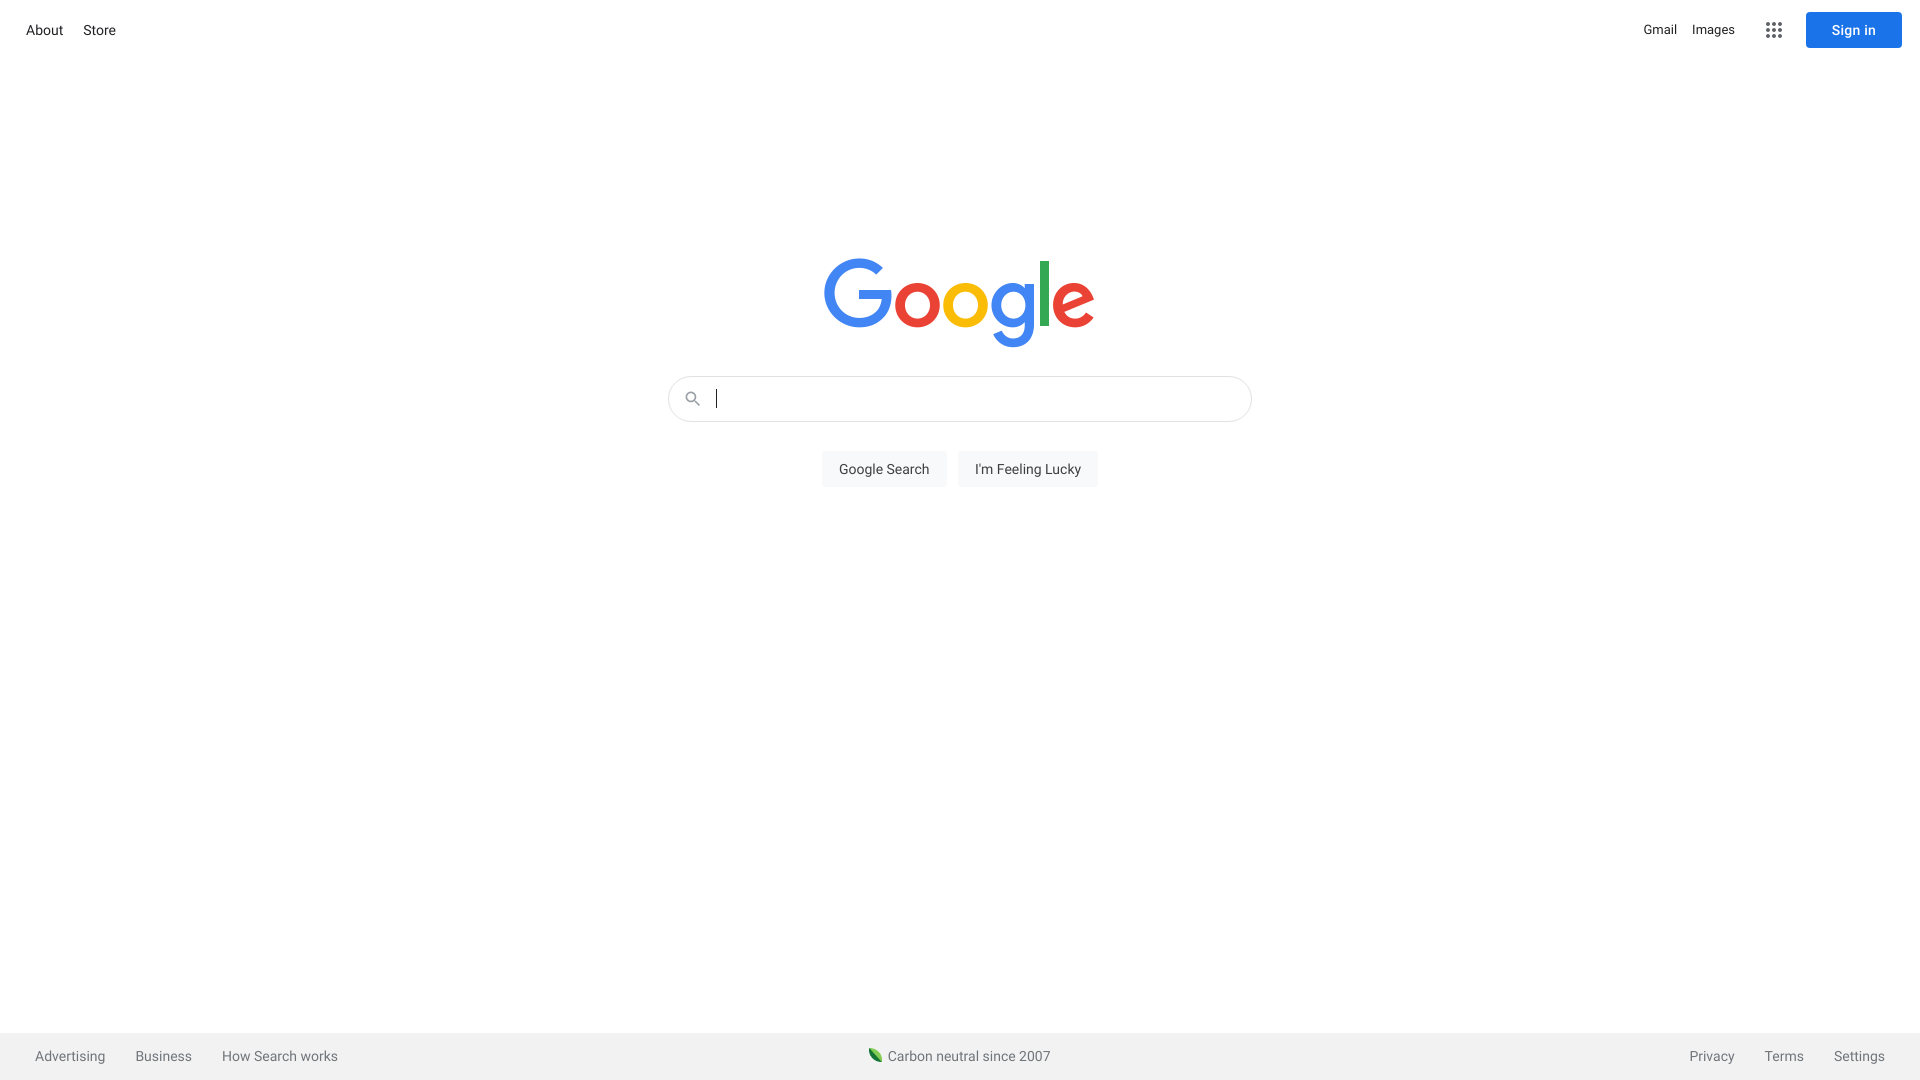 About Store Gmail Images Sign in
Google
Google Search I'm Feeling Lucky
Advertising Business How Search works Carbon neutral since 2007 Privacy Terms Settings